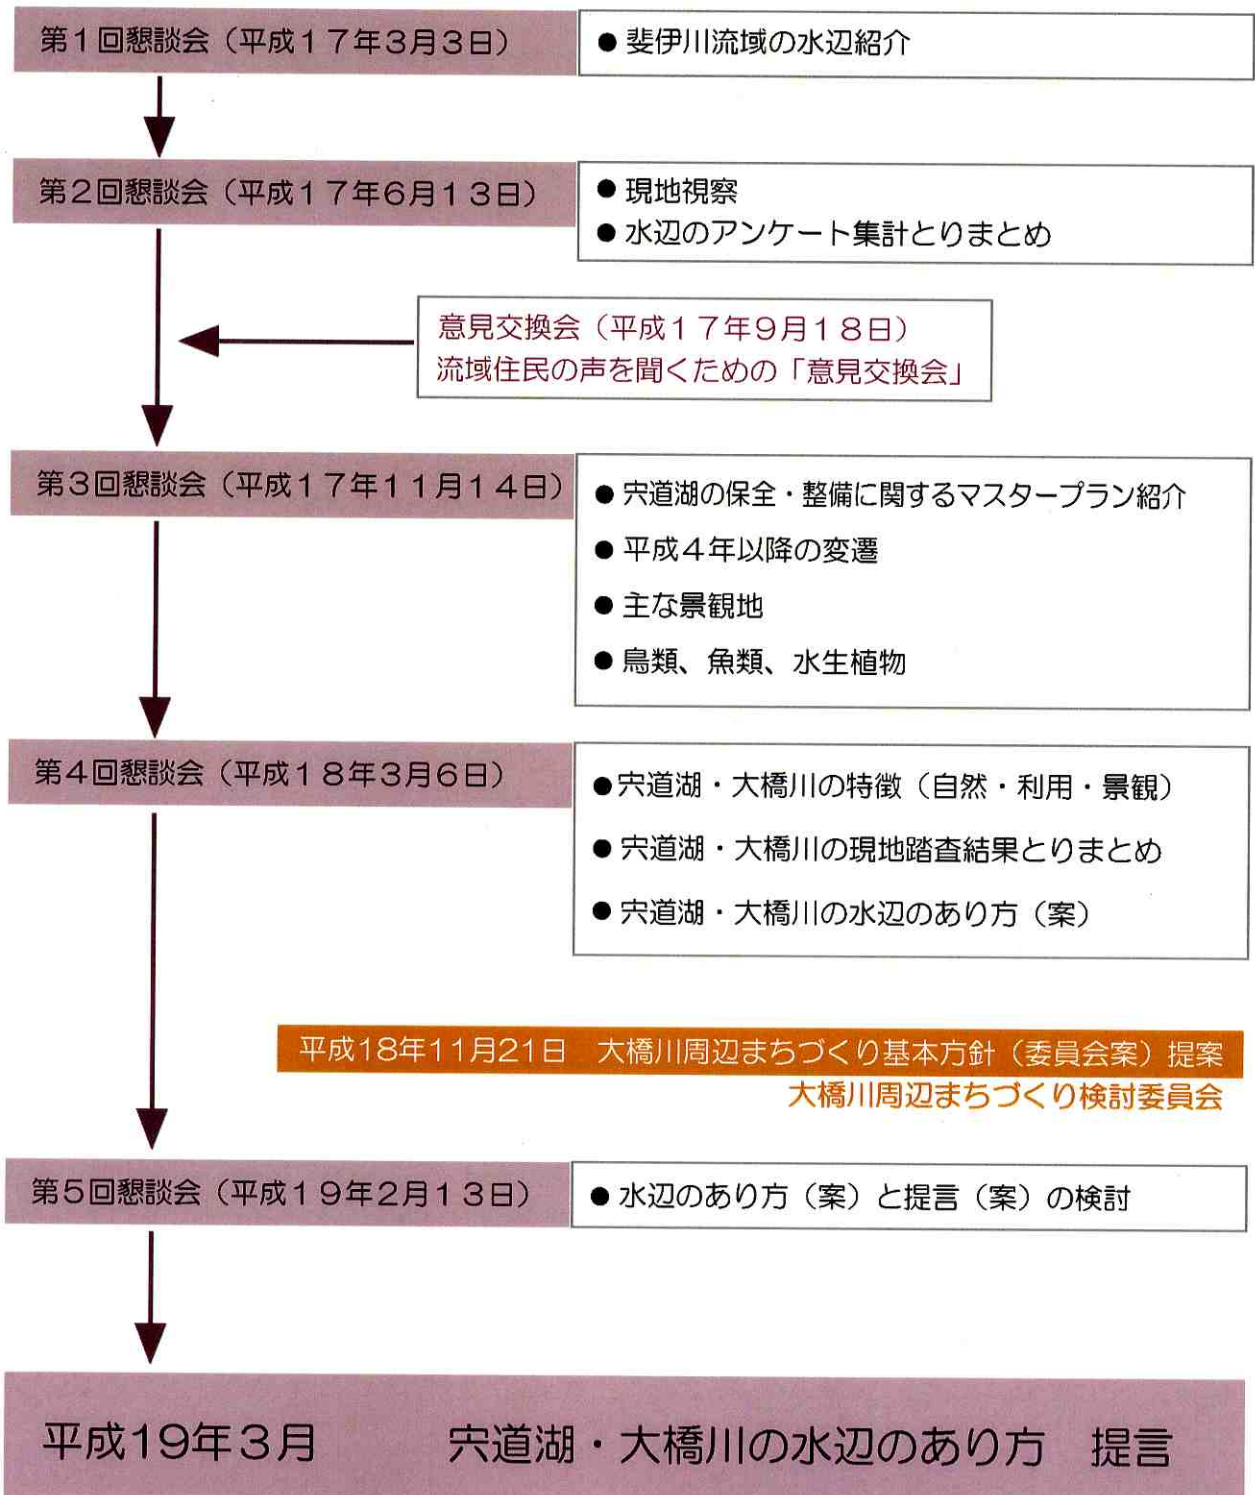 第1回懇談会（平成17年3月3日）
●斐伊川流域の水辺紹介
第2回懇談会（平成17年6月13日）
●現地視察
●水辺のアンケート集計とりまとめ
意見交換会（平成17年9月18日）
流域住民の声を聞くための「意見交換会」
第3回懇談会（平成17年11月14日）
●宍道湖の保全・整備に関するマスタープラン紹介
●平成4年以降の変遷
●主な景観地
●鳥類、魚類、水生植物
第4回懇談会（平成18年3月6日）
●宍道湖・大橋川の特徴（自然・利用・景観）
●宍道湖・大橋川の現地踏査結果とりまとめ
●宍道湖・大橋川の水辺のあり方（案）
平成18年11月21日　大橋川周辺まちづくり基本方針（委員会案）提案
大橋川周辺まちづくり検討委員会
第5回懇談会（平成19年2月13日）
●水辺のあり方（案）と提言（案）の検討
平成19年3月　宍道湖・大橋川の水辺のあり方　提言